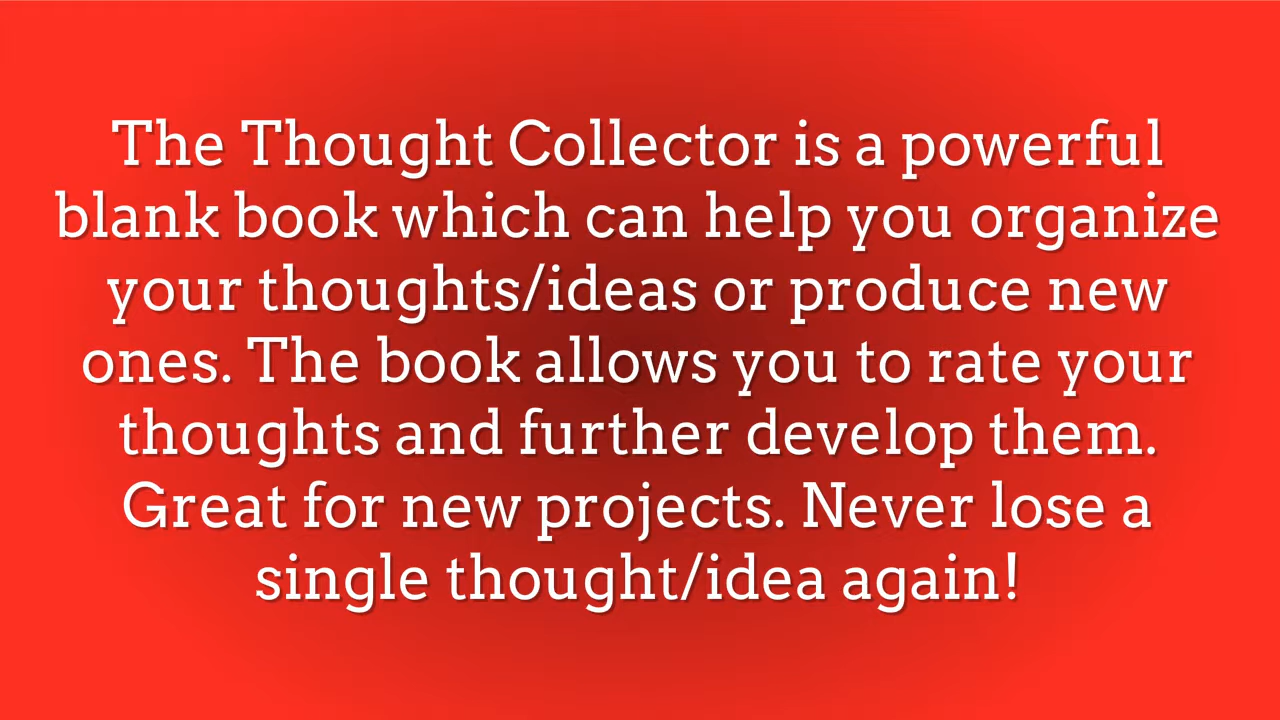 The Thought Collector is a powerful
blank book which can help you organize
your thoughts/ideas or produce new
ones. The book allows you to rate your
thoughts and further develop them.
Great for new projects. Never lose a
single thought/idea again!